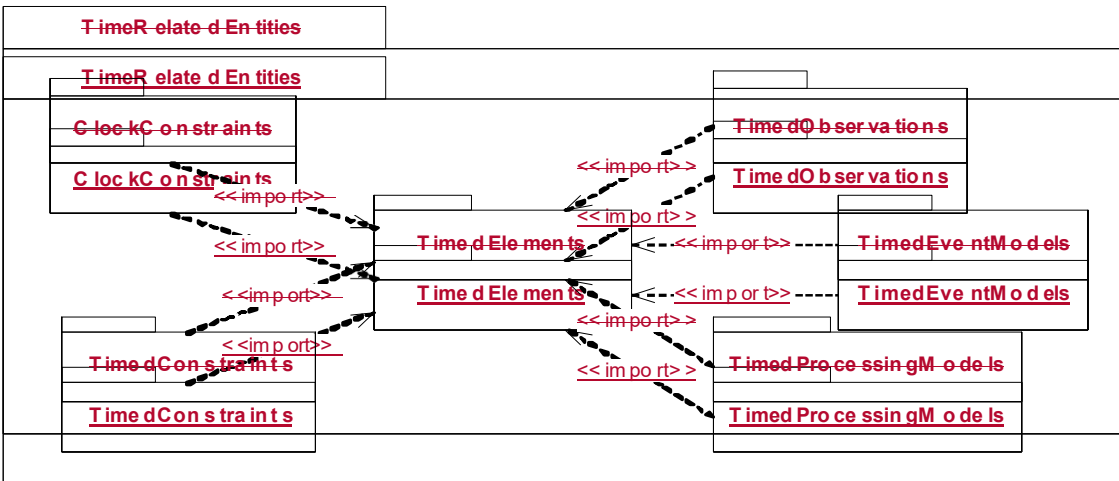 TimeRelatedEntities
TimeRelatedEntities
ClockConstraints
TimedObservations
<<import>>
ClockConstraints
TimedObservations
<<import>>
<<import>>
<<import>>
TimedElements
<<import>>
TimedEventModels
<<import>>
TimedElements
<<import>>
TimedEventModels
<<import>>
<<import>>
TimedConstraints
<<import>>
TimedProcessingModels
TimedConstraints
TimedProcessingModels